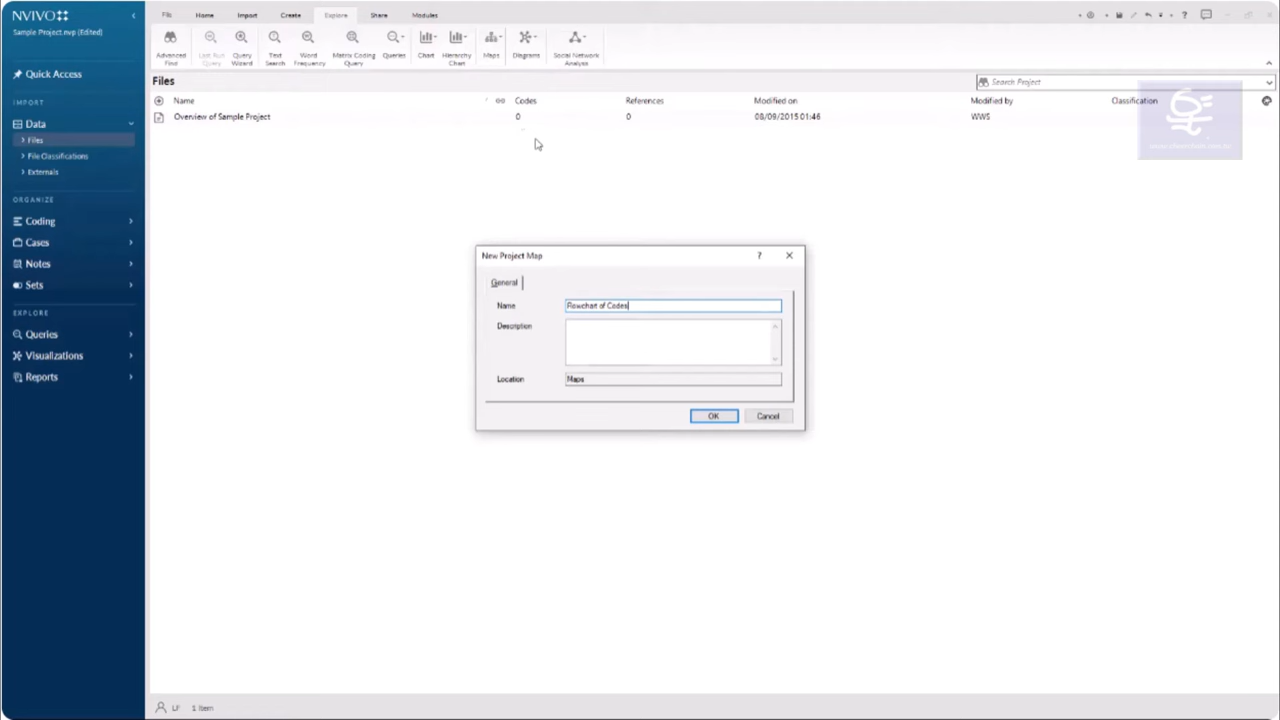 NVIVO
Sample Project.nvp (Edited)
Quick Access
IMPORT
Data
Files
File Classifications
Externals
ORGANIZE
Coding
Cases
Notes
Sets
EXPLORE
Queries
Visualizations
Reports
File Home Import Create Explore Share Modules
Advanced Find
Last Run Query
Query Wizard
Text Search
Word Frequency
Matrix Coding Query
Queries
Chart
Hierarchy Chart
Maps
Diagrams
Social Network Analysis
Files
Search Project
Name Codes References Modified on Modified by Classification
Overview of Sample Project 0 0 08/09/2015 01:46 WWS
New Project Map
General
Name Flowchart of Codes
Description
Location Maps
OK Cancel
LF 1 Item